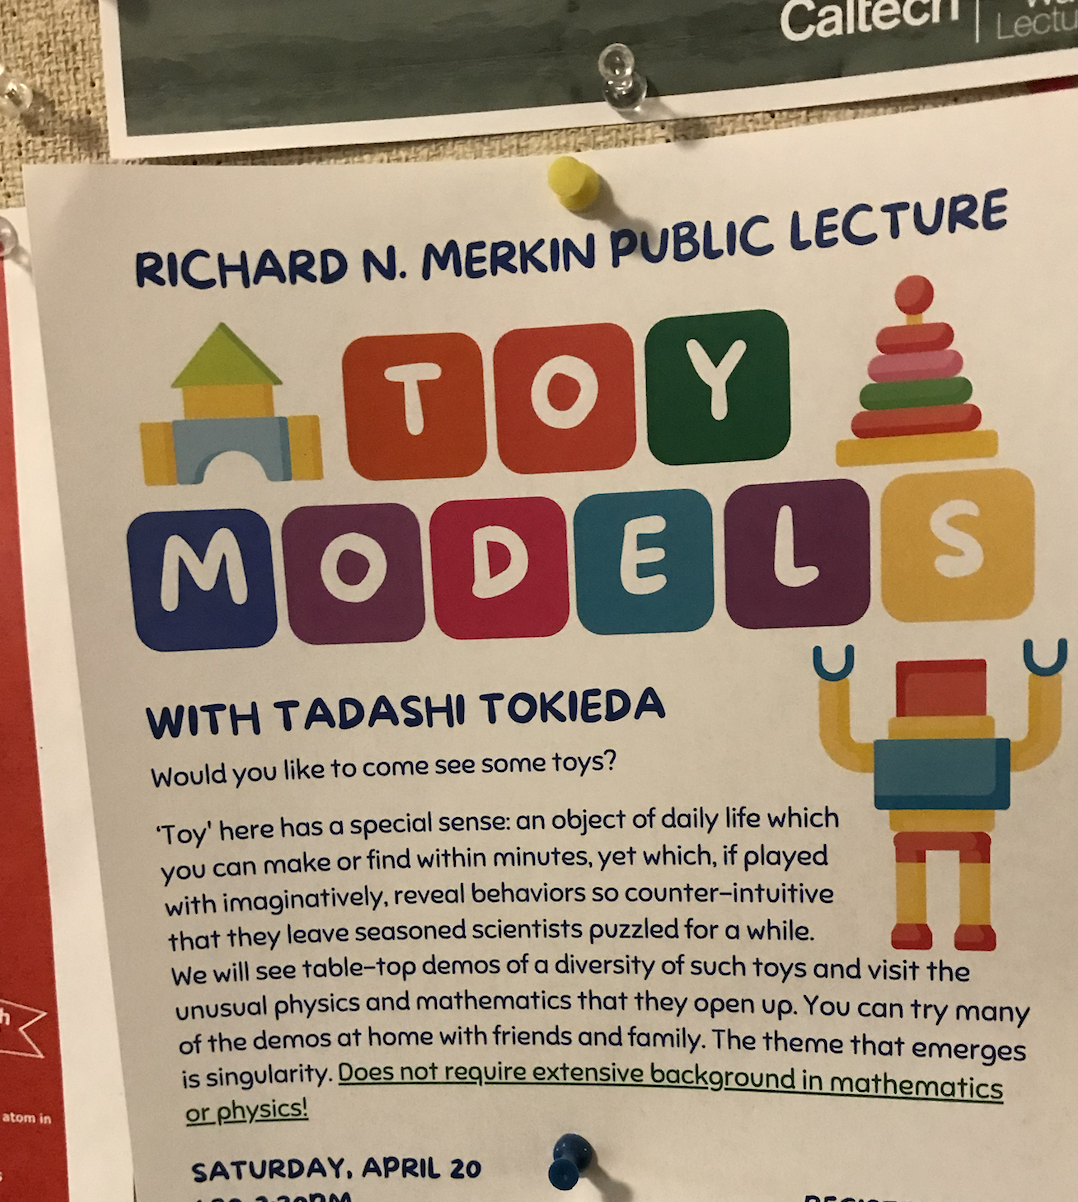 Caltech
RICHARD N. MERKIN PUBLIC LECTURE
TOY
MODELS
WITH TADASHI TOKIEDA
Would you like to come see some toys?
'Toy' here has a special sense: an object of daily life which
you can make or find within minutes, yet which, if played
with imaginatively, reveal behaviors so counter-intuitive
that they leave seasoned scientists puzzled for a while.
We will see table-top demos of a diversity of such toys and visit the
unusual physics and mathematics that they open up. You can try many
of the demos at home with friends and family. The theme that emerges
is singularity. Does not require extensive background in mathematics
or physics!
atom in
SATURDAY, APRIL 20